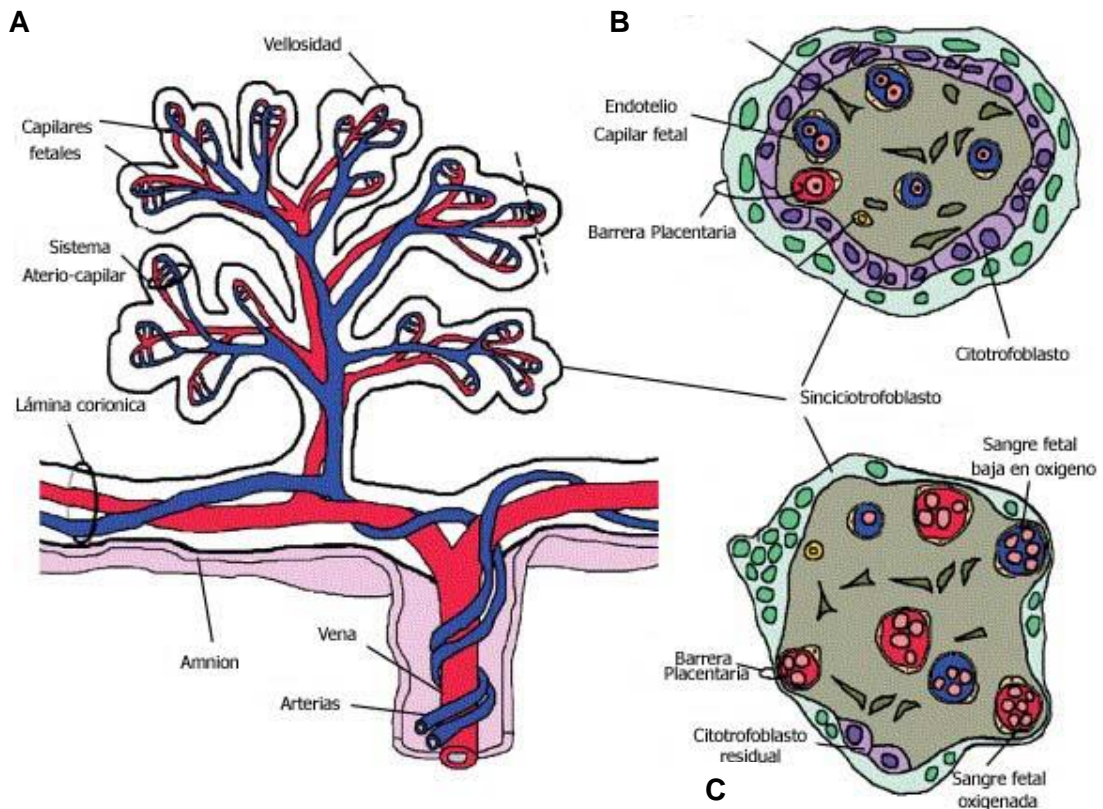 A
Vellosidad
Capilares
fetales
Sistema
Aterio-capilar
Lámina corionica
Amnion
Vena
Arterias
B
Endotelio
Capilar fetal
Barrera Placentaria
Citotrofoblasto
Sinciciotrofoblasto
Sangre fetal
baja en oxigeno
Barrera
Placentaria
Citotrofoblasto
residual
Sangre fetal
oxigenada
C